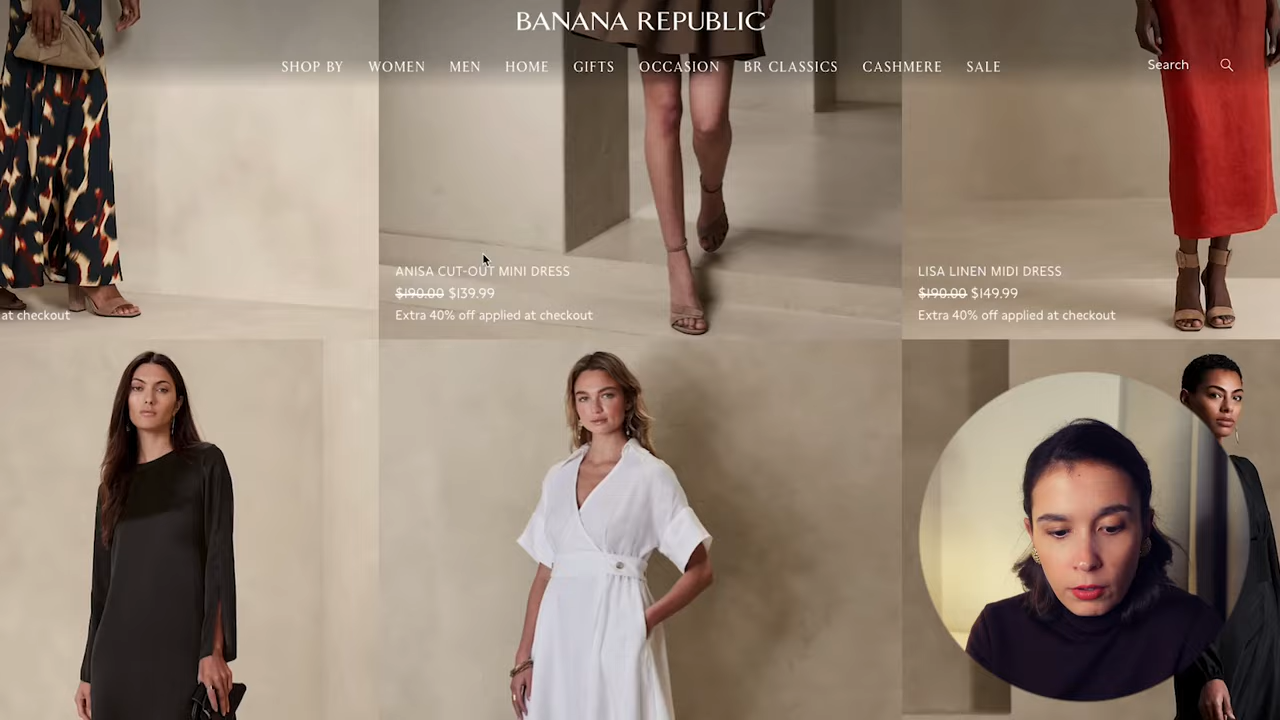 BANANA REPUBLIC
SHOP BY WOMEN MEN HOME GIFTS OCCASION BR CLASSICS CASHMERE SALE
Search
at checkout
ANISA CUT-OUT MINI DRESS
$190.00 $139.99
Extra 40% off applied at checkout
LISA LINEN MIDI DRESS
$190.00 $149.99
Extra 40% off applied at checkout